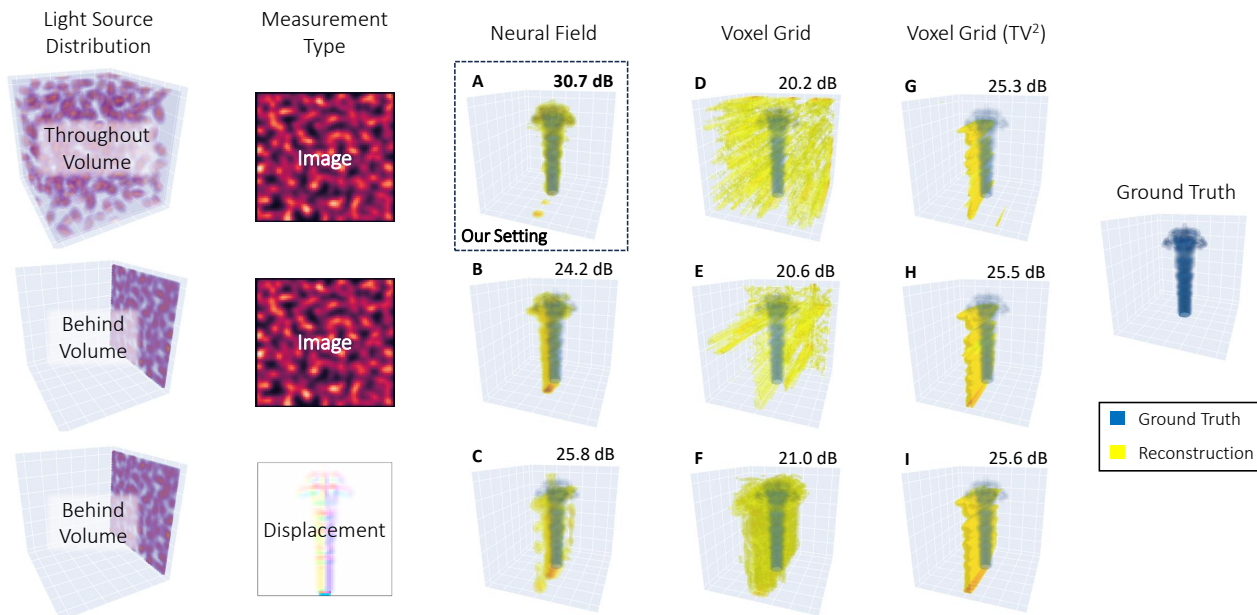 Light Source
Distribution
Measurement
Type
Neural Field
Voxel Grid
Voxel Grid (TV²)
Throughout
Volume
Image
A 30.7 dB
Our Setting
D 20.2 dB
G 25.3 dB
Ground Truth
Behind
Volume
Image
B 24.2 dB
E 20.6 dB
H 25.5 dB
Behind
Volume
Displacement
C 25.8 dB
F 21.0 dB
I 25.6 dB
Ground Truth
Reconstruction